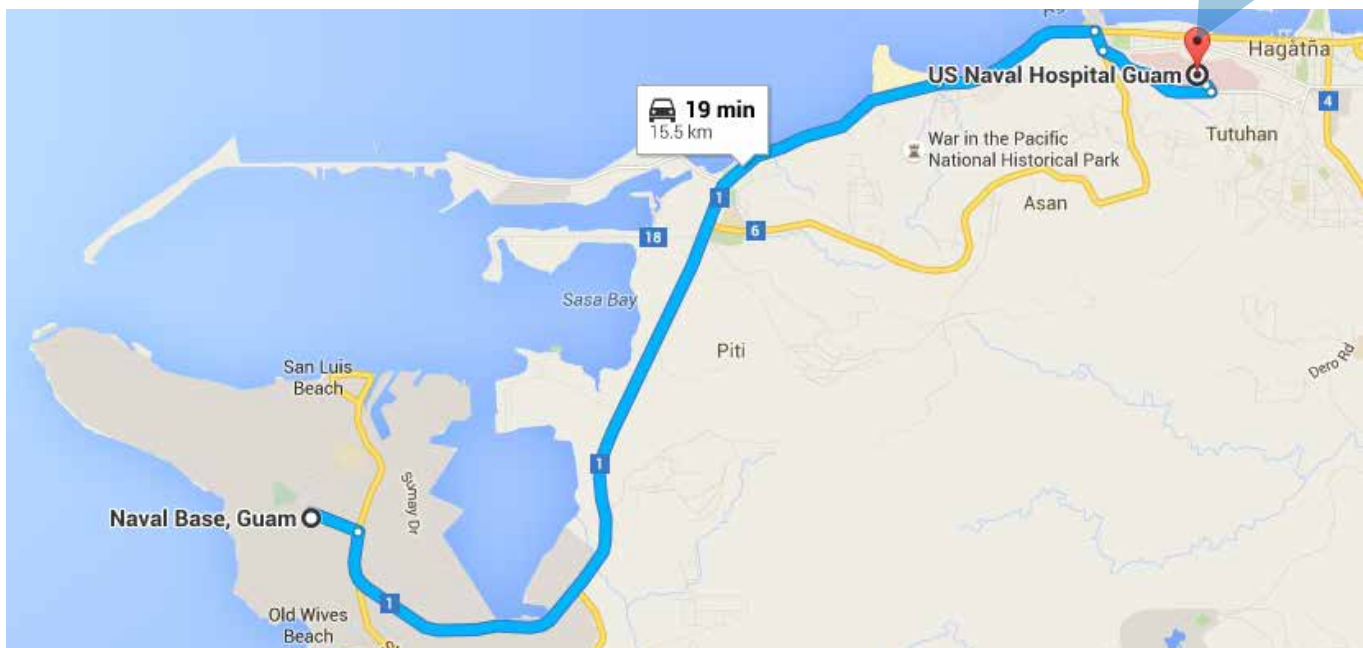 Hagåtña
US Naval Hospital Guam
4
19 min
15.5 km
War in the Pacific
National Historical Park
Tutuhan
1
Asan
18
6
Sasa Bay
Piti
San Luis
Beach
Dero Rd
1
Naval Base, Guam
1
Old Wives
Beach